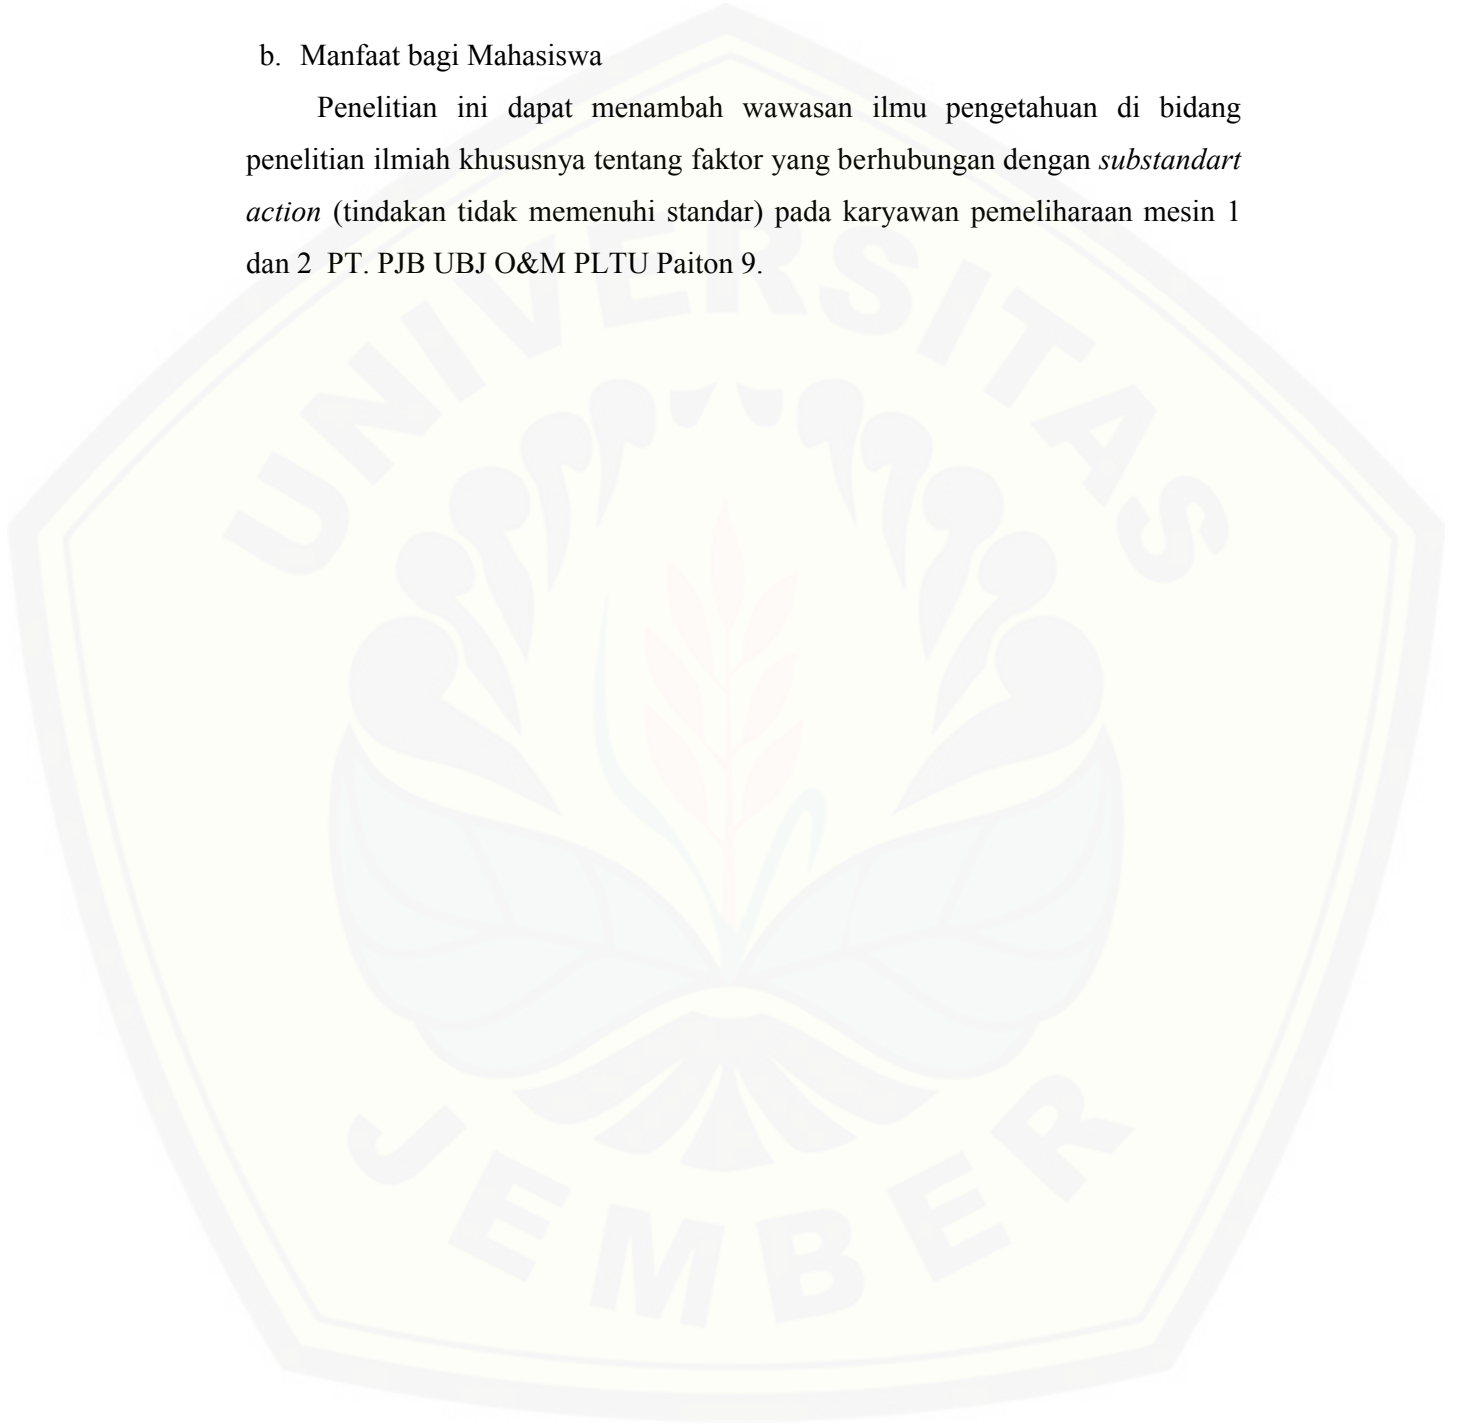 b. Manfaat bagi Mahasiswa
Penelitian ini dapat menambah wawasan ilmu pengetahuan di bidang
penelitian ilmiah khususnya tentang faktor yang berhubungan dengan substandart
action (tindakan tidak memenuhi standar) pada karyawan pemeliharaan mesin 1
dan 2 PT. PJB UBJ O&M PLTU Paiton 9.
UNIVERSITAS
JEMBER